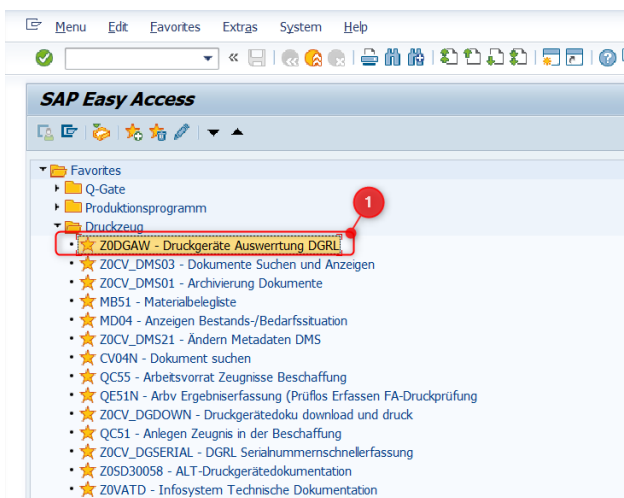 Menu Edit Favorites Extras System Help
SAP Easy Access
Favorites
Q-Gate
Produktionsprogramm
1
Druckzeug
Z0DGAW - Druckgeräte Auswertung DGRL
Z0CV_DMS03 - Dokumente Suchen und Anzeigen
Z0CV_DMS01 - Archivierung Dokumente
MB51 - Materialbelegliste
MD04 - Anzeigen Bestands-/Bedarfssituation
Z0CV_DMS21 - Ändern Metadaten DMS
CV04N - Dokument suchen
QC55 - Arbeitsvorrat Zeugnisse Beschaffung
QE51N - Arbv Ergebniserfassung (Prüflos Erfassen FA-Druckprüfung
Z0CV_DGDOWN - Druckgerätedoku download und druck
QC51 - Anlegen Zeugnis in der Beschaffung
Z0CV_DGSERIAL - DGRL Serialnummernschnellerfassung
Z0SD30058 - ALT-Druckgerätedokumentation
Z0VATD - Infosystem Technische Dokumentation